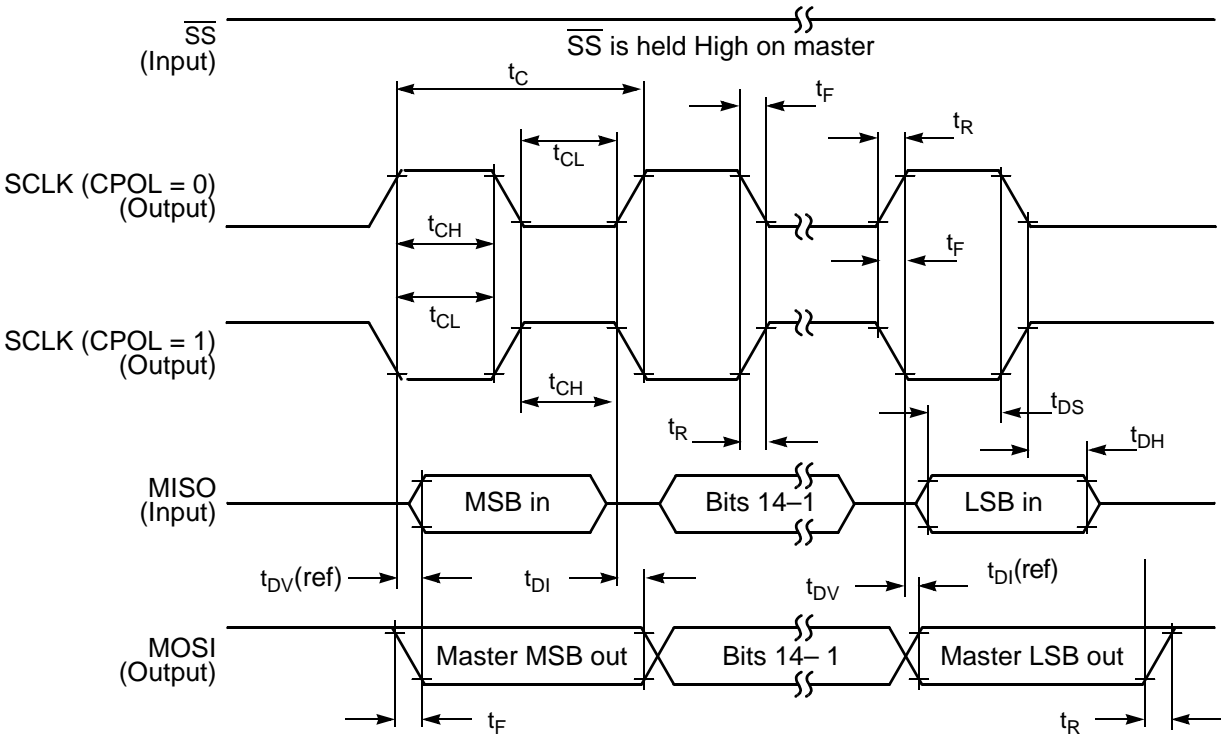 SS
(Input)
SS is held High on master
tC
tF
tR
tCL
SCLK (CPOL = 0)
(Output)
tCH
tF
tCL
SCLK (CPOL = 1)
(Output)
tCH
tDS
tR
tDH
MISO
(Input)
MSB in
Bits 14–1
LSB in
tDV(ref)
tDI
tDV
tDI(ref)
MOSI
(Output)
Master MSB out
Bits 14– 1
Master LSB out
tF
tR